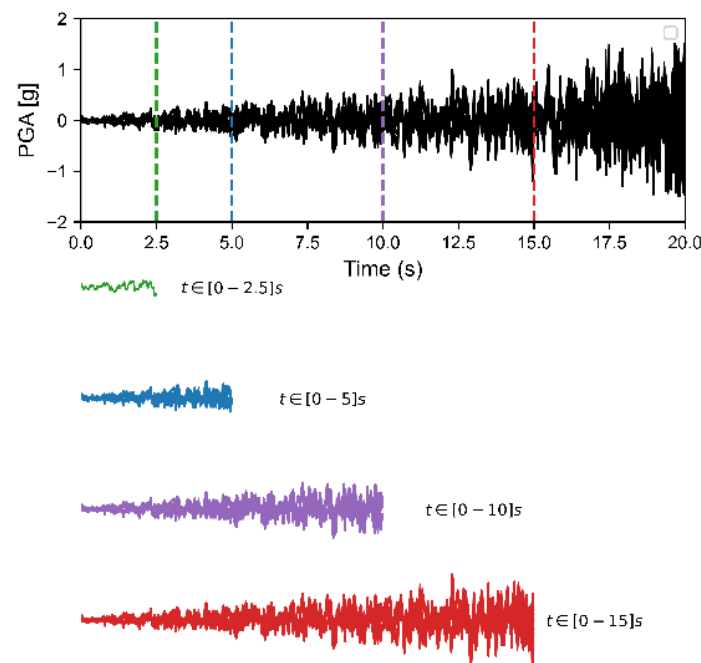 2
1
0
−1
−2
PGA [g]
0.0 2.5 5.0 7.5 10.0 12.5 15.0 17.5 20.0
Time (s)
t ∈ [0 − 2.5]s
t ∈ [0 − 5]s
t ∈ [0 − 10]s
t ∈ [0 − 15]s